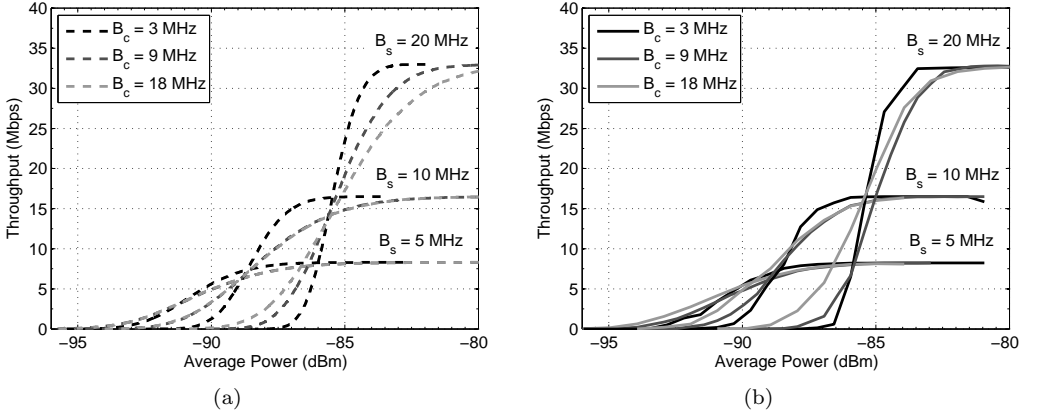 40
35
30
25
20
15
10
5
0
Throughput (Mbps)
B_c = 3 MHz
B_c = 9 MHz
B_c = 18 MHz
B_s = 20 MHz
B_s = 10 MHz
B_s = 5 MHz
−95 −90 −85 −80
Average Power (dBm)
(a)
40
35
30
25
20
15
10
5
0
Throughput (Mbps)
B_c = 3 MHz
B_c = 9 MHz
B_c = 18 MHz
B_s = 20 MHz
B_s = 10 MHz
B_s = 5 MHz
−95 −90 −85 −80
Average Power (dBm)
(b)